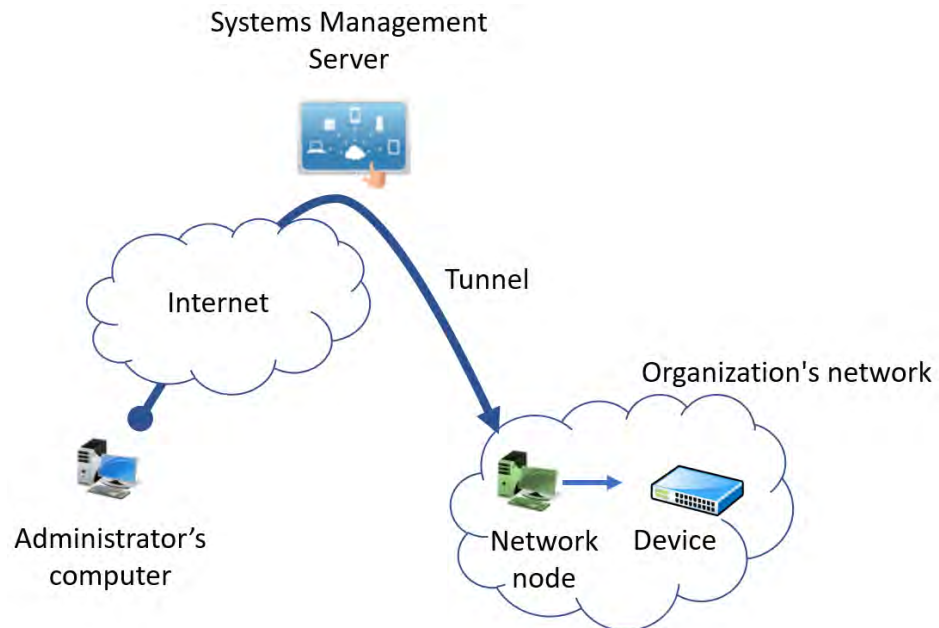 Systems Management
Server
Internet
Tunnel
Organization's network
Administrator’s
computer
Network
node
Device